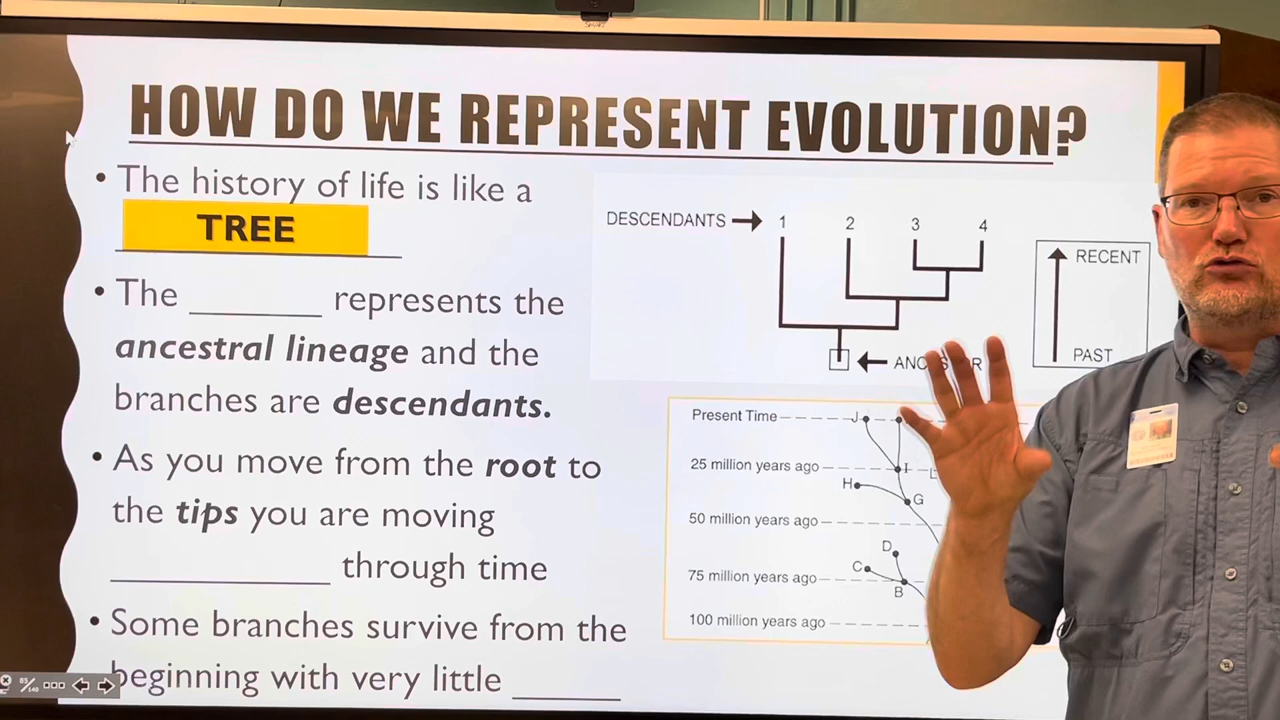 HOW DO WE REPRESENT EVOLUTION?
• The history of life is like a
TREE
• The ______ represents the
ancestral lineage and the
branches are descendants.
• As you move from the root to
the tips you are moving
__________ through time
• Some branches survive from the
beginning with very little _____
DESCENDANTS
1 2 3 4
RECENT
PAST
Present Time
J
25 million years ago
I L
H
G
50 million years ago
D
C
75 million years ago
B
100 million years ago